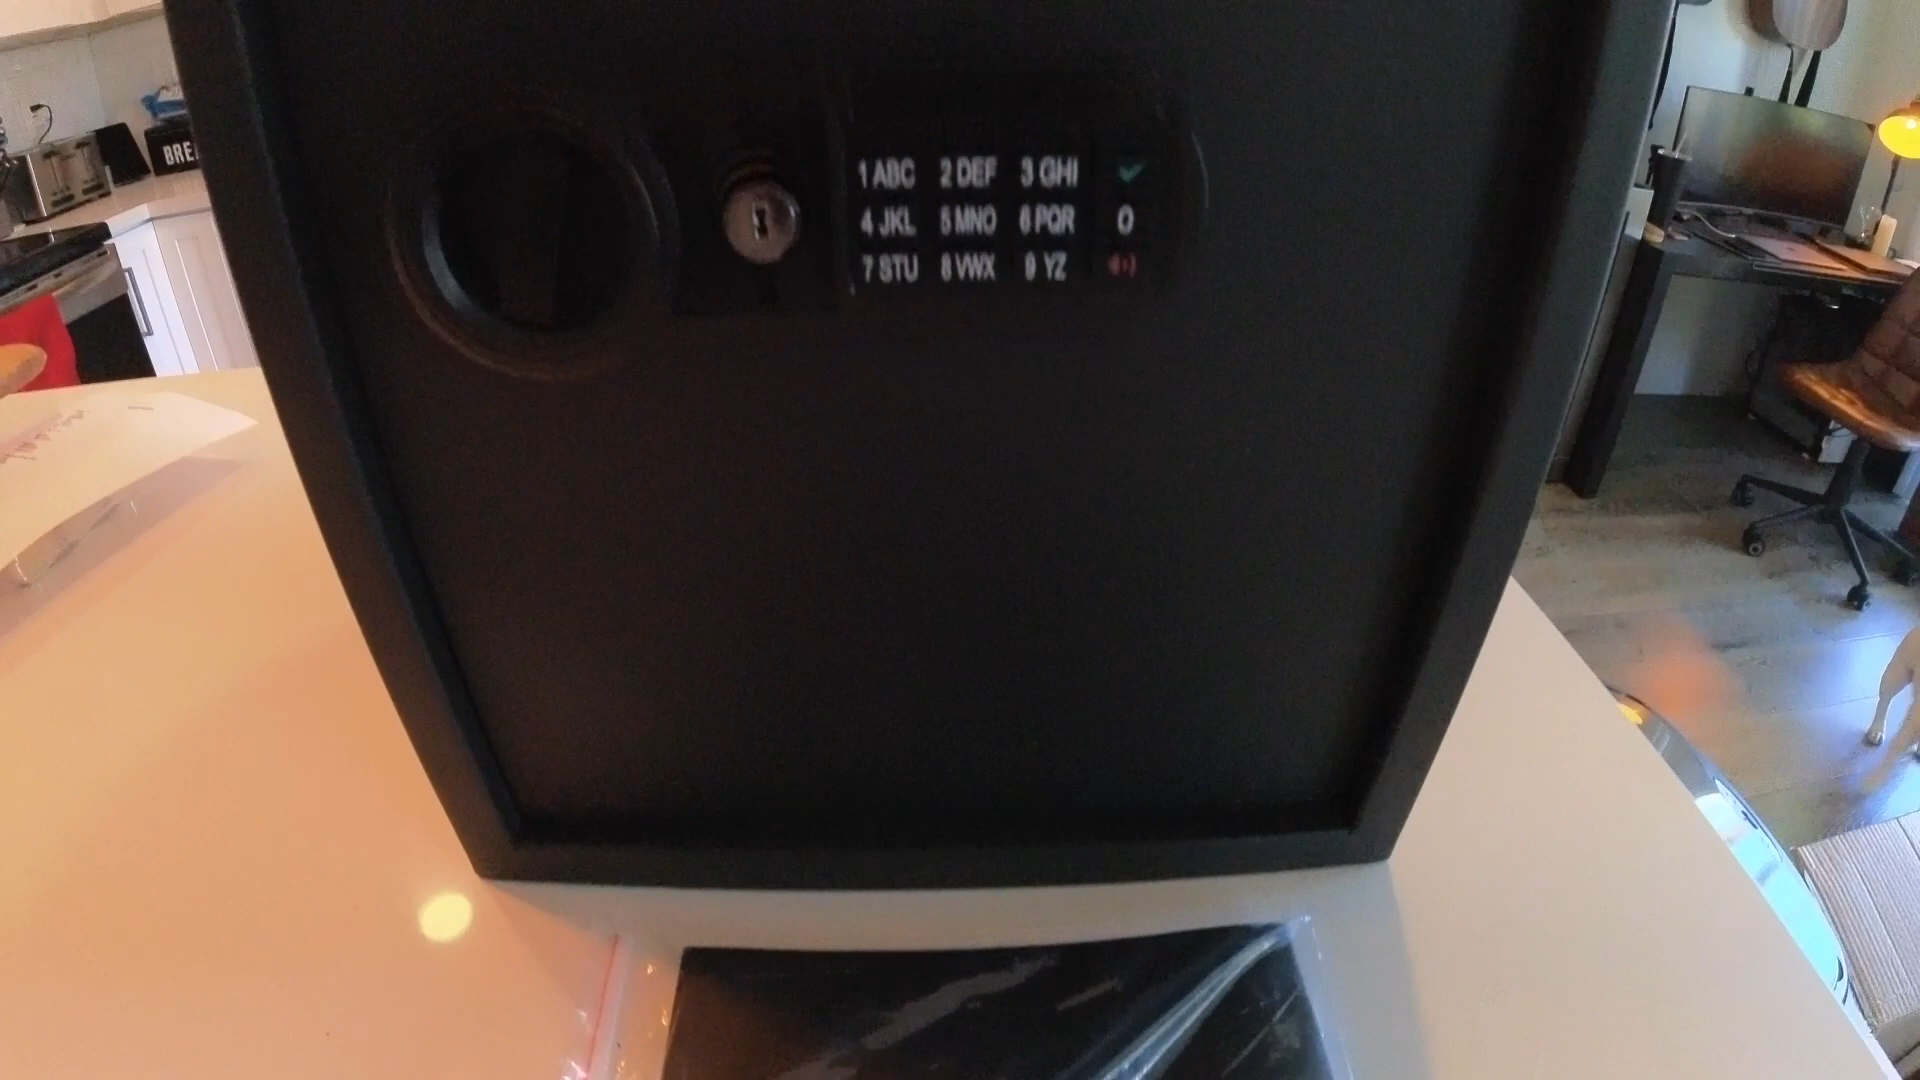 BRE
1 ABC 2 DEF 3 GHI
4 JKL 5 MNO 6 PQR 0
7 STU 8 VWX 9 YZ